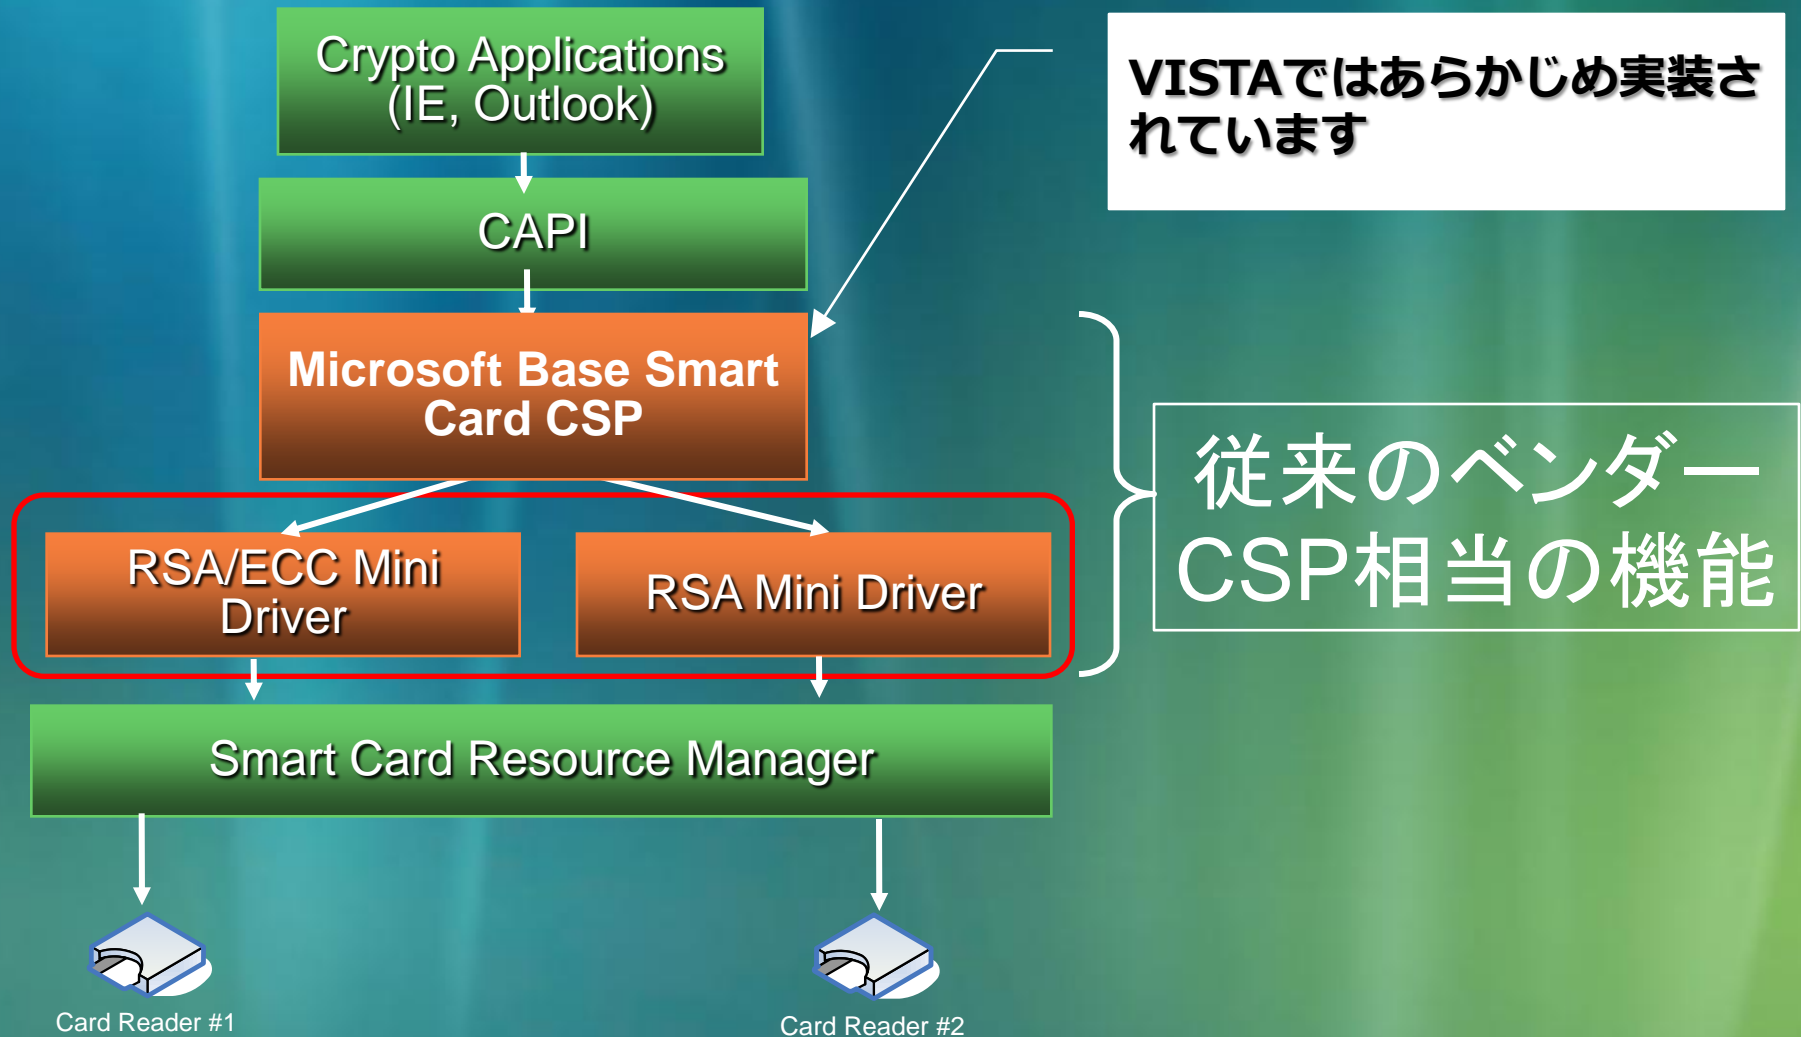 Crypto Applications
(IE, Outlook)
VISTAではあらかじめ実装さ
れています
CAPI
Microsoft Base Smart
Card CSP
従来のベンダー
CSP相当の機能
RSA/ECC Mini
Driver
RSA Mini Driver
Smart Card Resource Manager
Card Reader #1
Card Reader #2